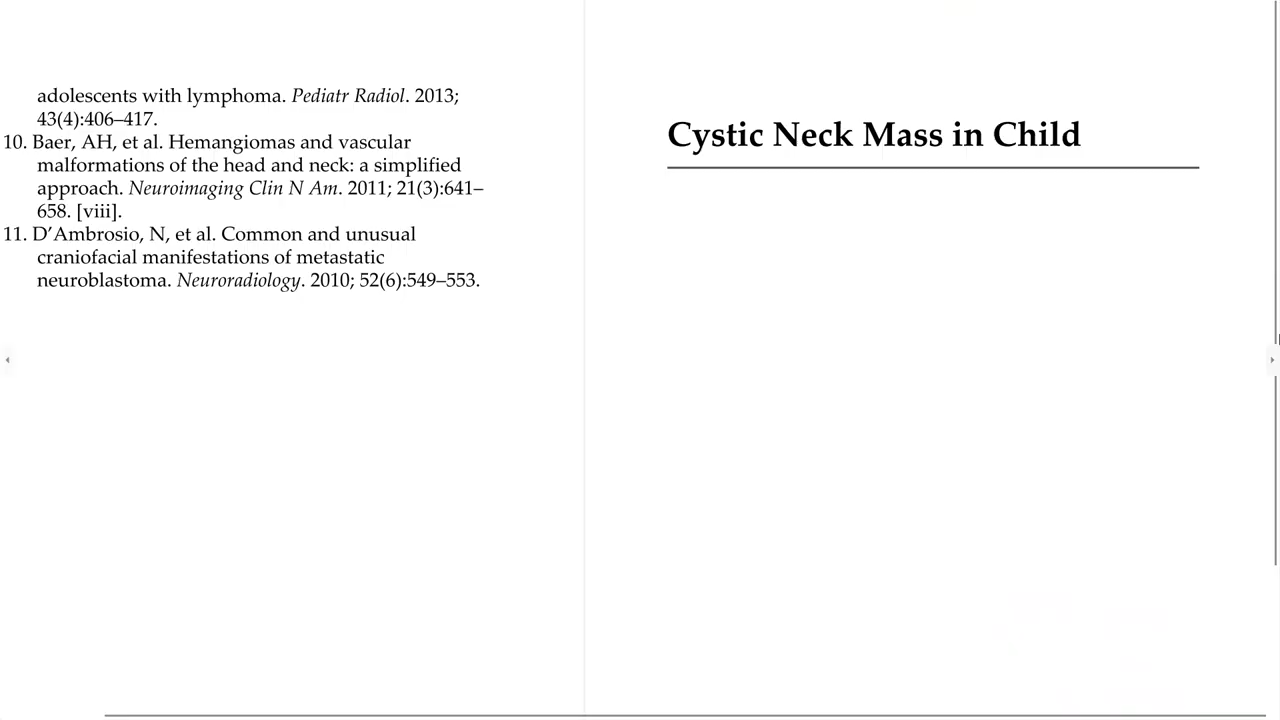 adolescents with lymphoma. Pediatr Radiol. 2013;
43(4):406–417.
10. Baer, AH, et al. Hemangiomas and vascular
malformations of the head and neck: a simplified
approach. Neuroimaging Clin N Am. 2011; 21(3):641–
658. [viii].
11. D’Ambrosio, N, et al. Common and unusual
craniofacial manifestations of metastatic
neuroblastoma. Neuroradiology. 2010; 52(6):549–553.
Cystic Neck Mass in Child